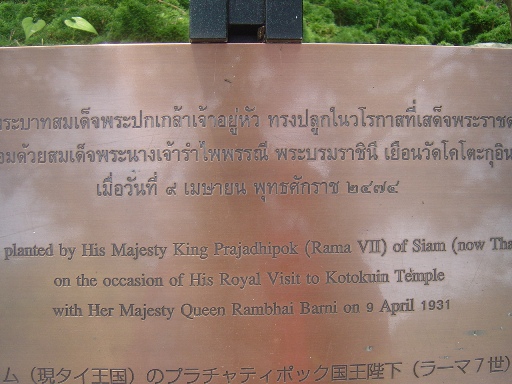 ระบาทสมเด็จพระปกเกล้าเจ้าอยู่หัว ทรงปลูกในวโรกาสที่เสด็จพระราช
อมด้วยสมเด็จพระนางเจ้ารำไพพรรณี พระบรมราชินี เยือนวัดโคโตะกุอิน
เมื่อวันที่ ๙ เมษายน พุทธศักราช ๒๔๗๔
planted by His Majesty King Prajadhipok (Rama VII) of Siam (now Tha
on the occasion of His Royal Visit to Kotokuin Temple
with Her Majesty Queen Rambhai Barni on 9 April 1931
ム（現タイ王国）のプラチャティポック国王陛下（ラーマ7世）